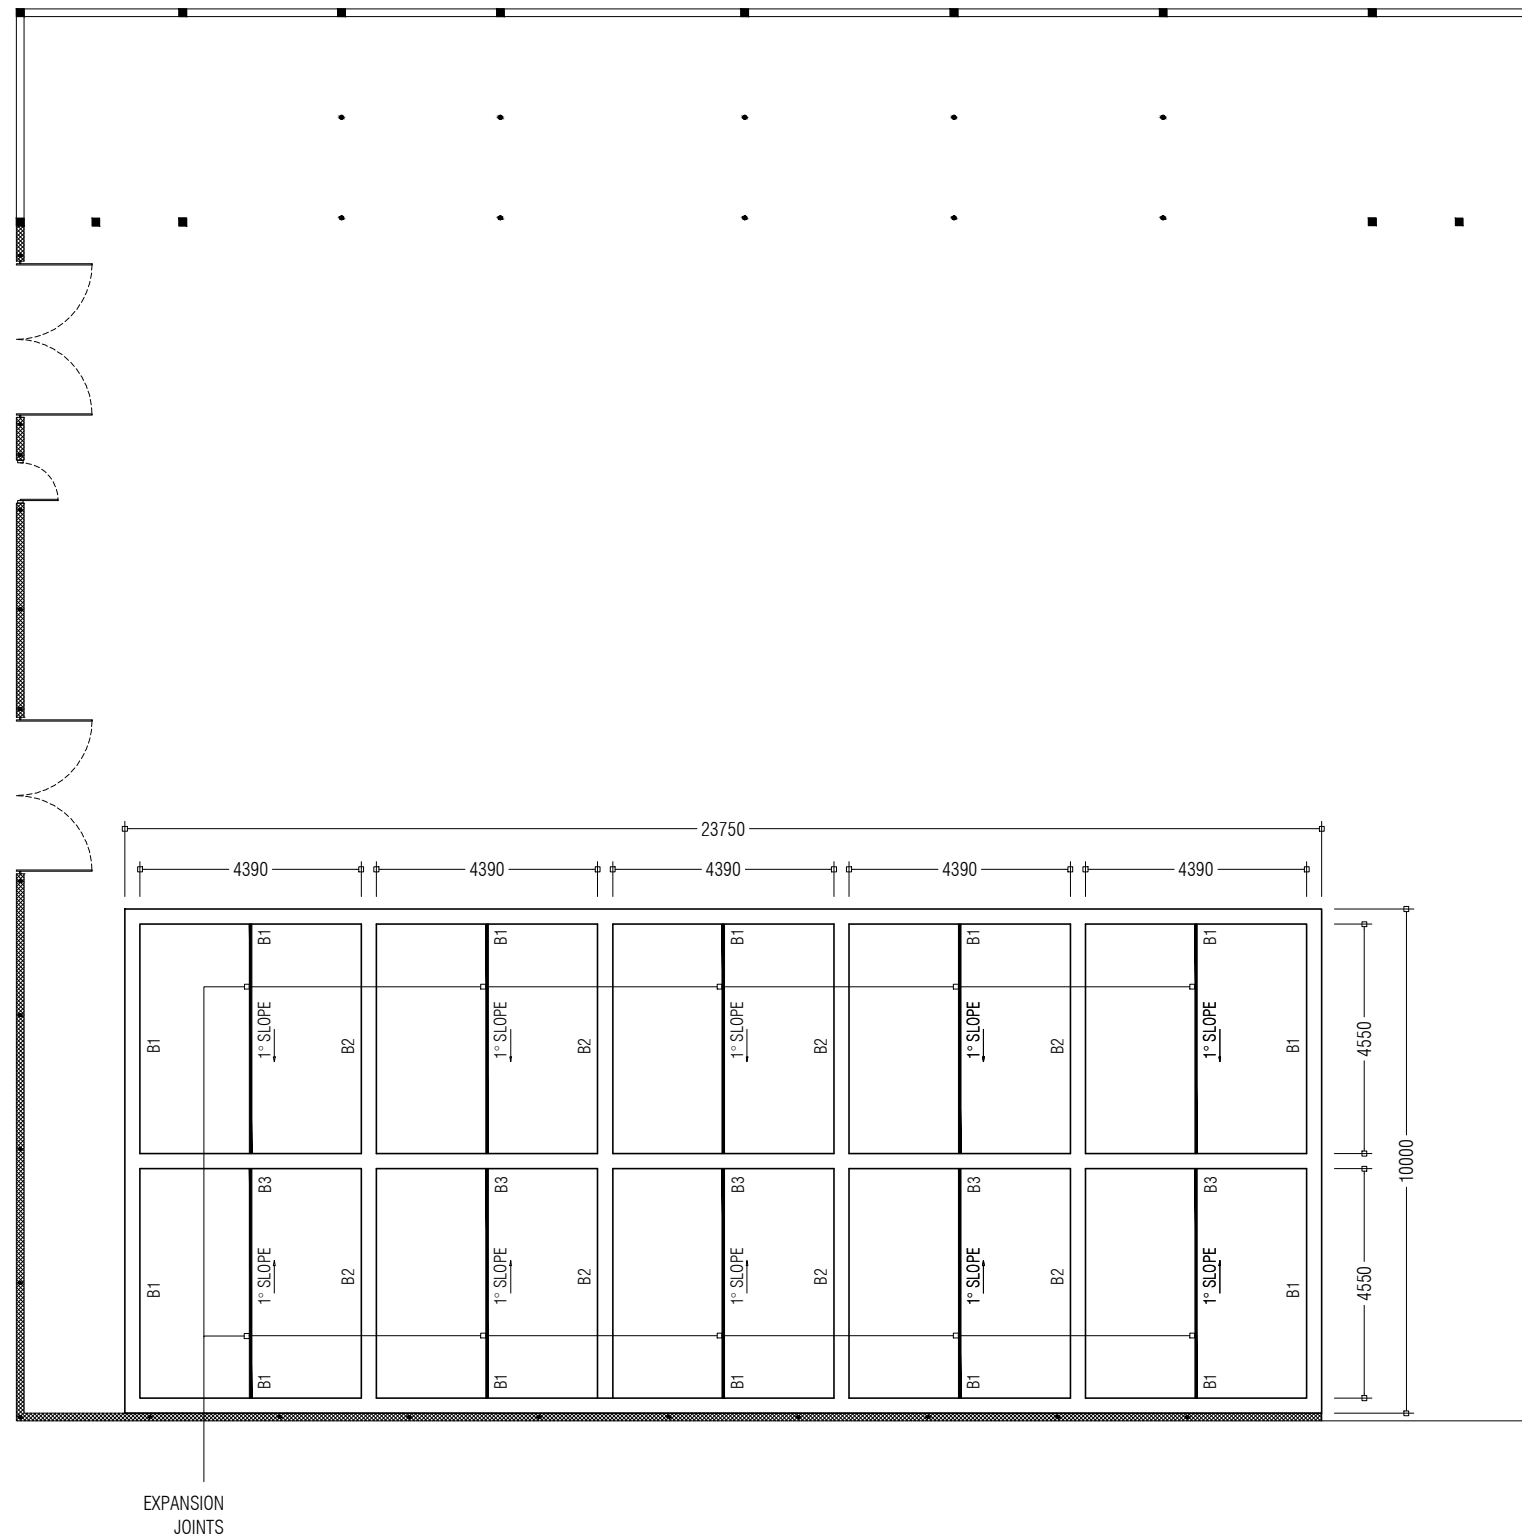 23750
4390 4390 4390 4390 4390
B1 B1 B1 B1 B1
1° SLOPE 1° SLOPE 1° SLOPE 1° SLOPE 1° SLOPE
B1 B2 B2 B2 B2 B1
4550
10000
B3 B3 B3 B3 B3
1° SLOPE 1° SLOPE 1° SLOPE 1° SLOPE 1° SLOPE
B1 B2 B2 B2 B2 B1
4550
B1 B1 B1 B1 B1
EXPANSION
JOINTS